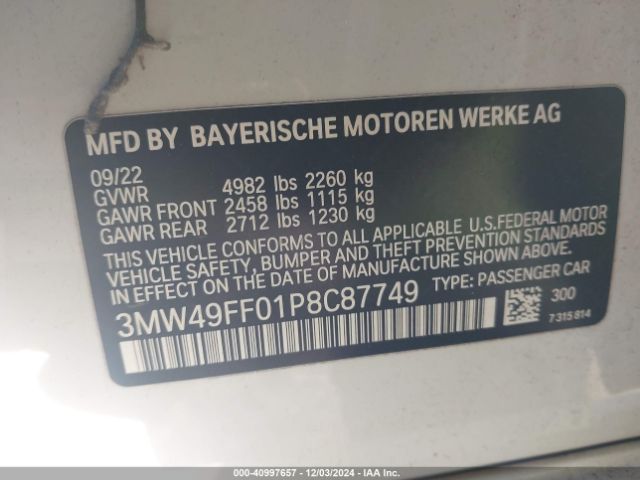 MFD BY BAYERISCHE MOTOREN WERKE AG
09/22
GVWR 4982 lbs 2260 kg
GAWR FRONT 2458 lbs 1115 kg
GAWR REAR 2712 lbs 1230 kg
THIS VEHICLE CONFORMS TO ALL APPLICABLE U.S. FEDERAL MOTOR
VEHICLE SAFETY, BUMPER AND THEFT PREVENTION STANDARDS
IN EFFECT ON THE DATE OF MANUFACTURE SHOWN ABOVE.
3MW49FF01P8C87749 TYPE: PASSENGER CAR
300
7315814
000-40997657 - 12/03/2024 - IAA Inc.